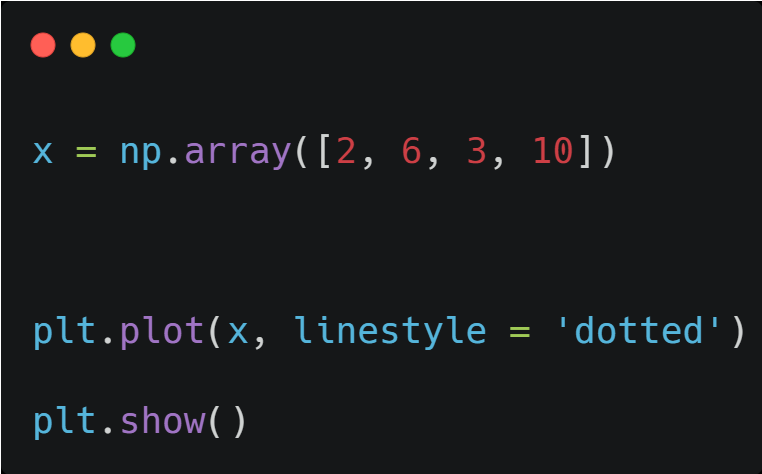 x = np.array([2, 6, 3, 10])
plt.plot(x, linestyle = 'dotted')
plt.show()